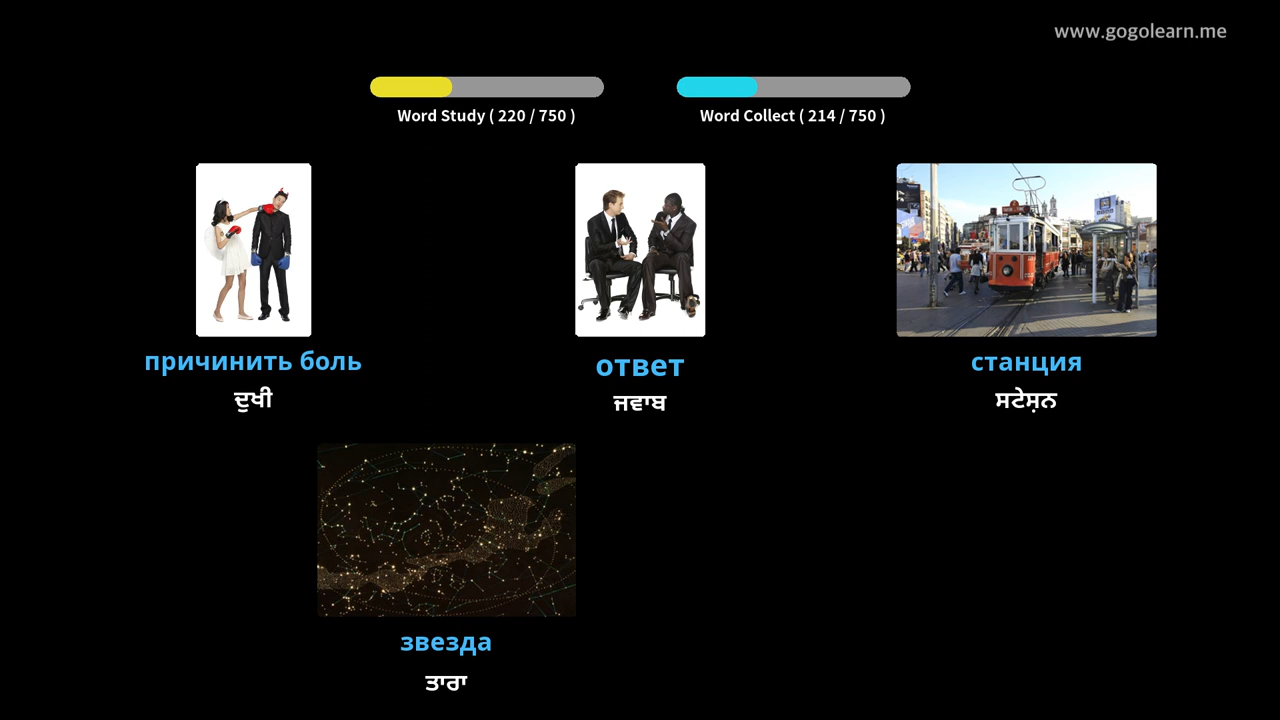 www.gogolearn.me
Word Study ( 220 / 750 )
Word Collect ( 214 / 750 )
причинить боль
ответ
станция
ਦੁਖੀ
ਜਵਾਬ
ਸਟੇਸ਼ਨ
звезда
ਤਾਰਾ